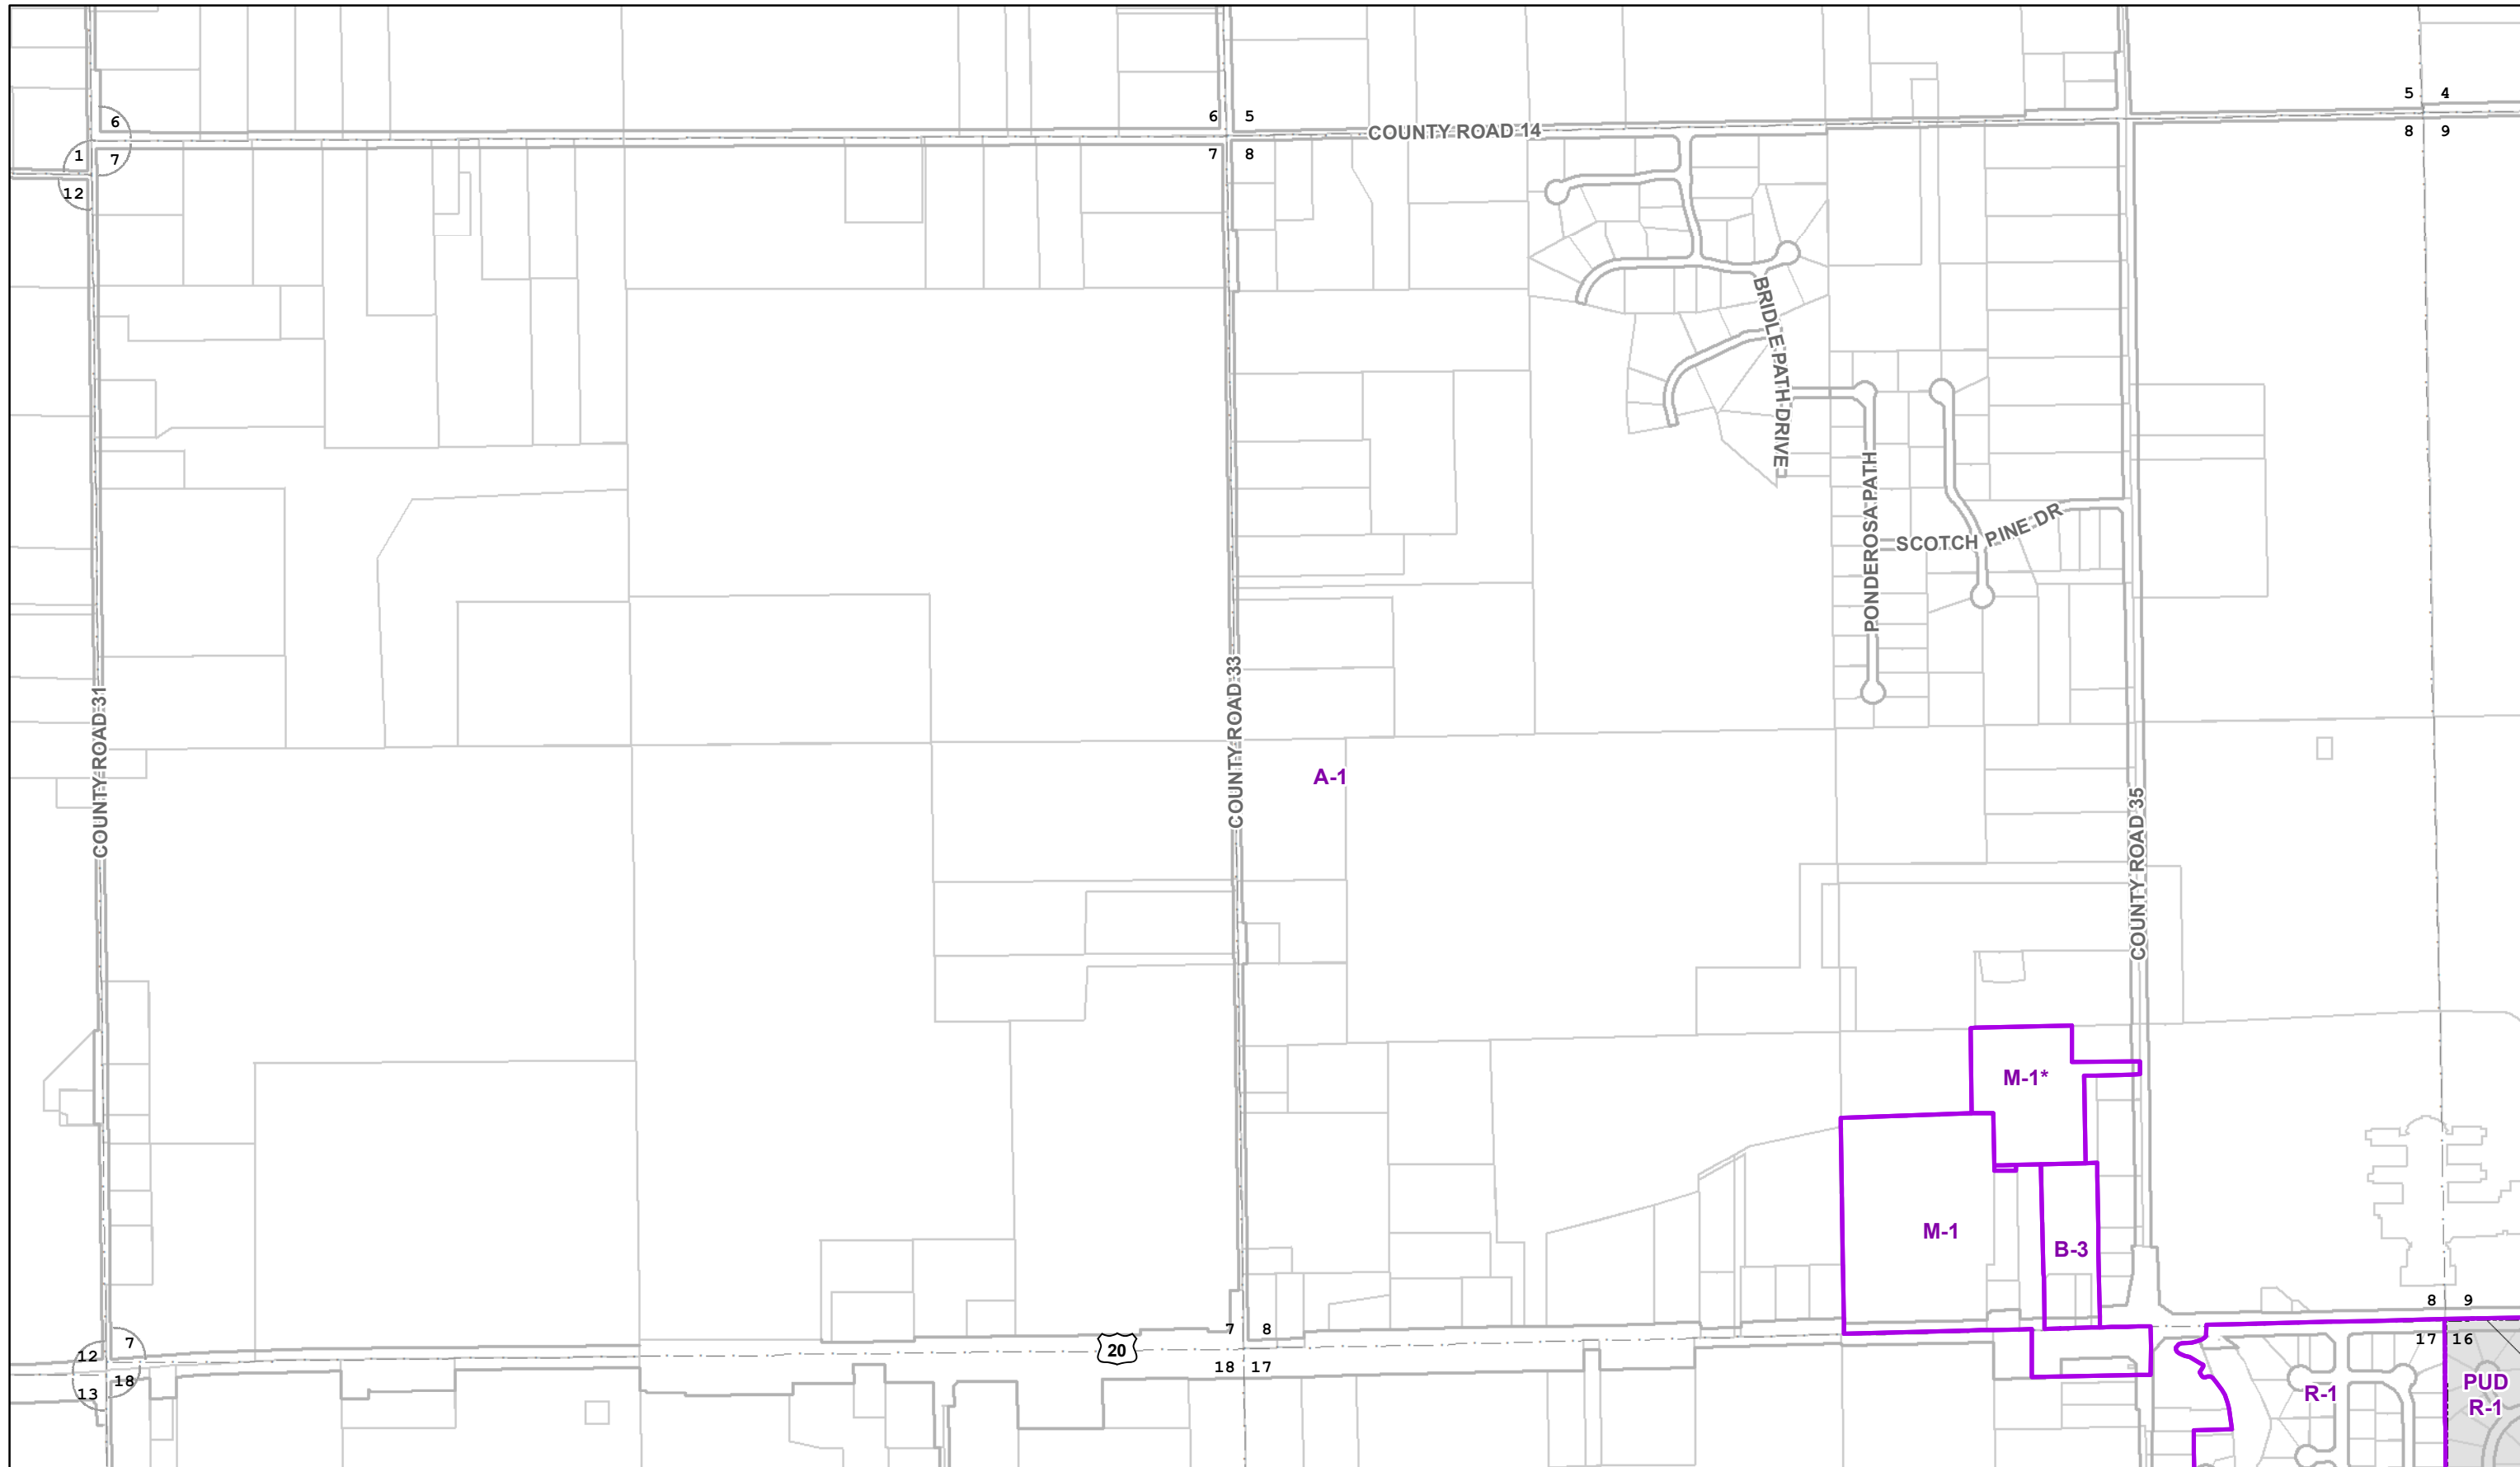 5 4
6
6 5
COUNTY ROAD 14
8 9
1
7
7 8
12
BRIDLE PATH DRIVE
PONDEROSA PATH
SCOTCH PINE DR
COUNTY ROAD 31
COUNTY ROAD 33
A-1
COUNTY ROAD 35
M-1*
M-1
B-3
8 9
7 8
7
17 16
12
20
18 17
18
13
R-1
PUD
R-1